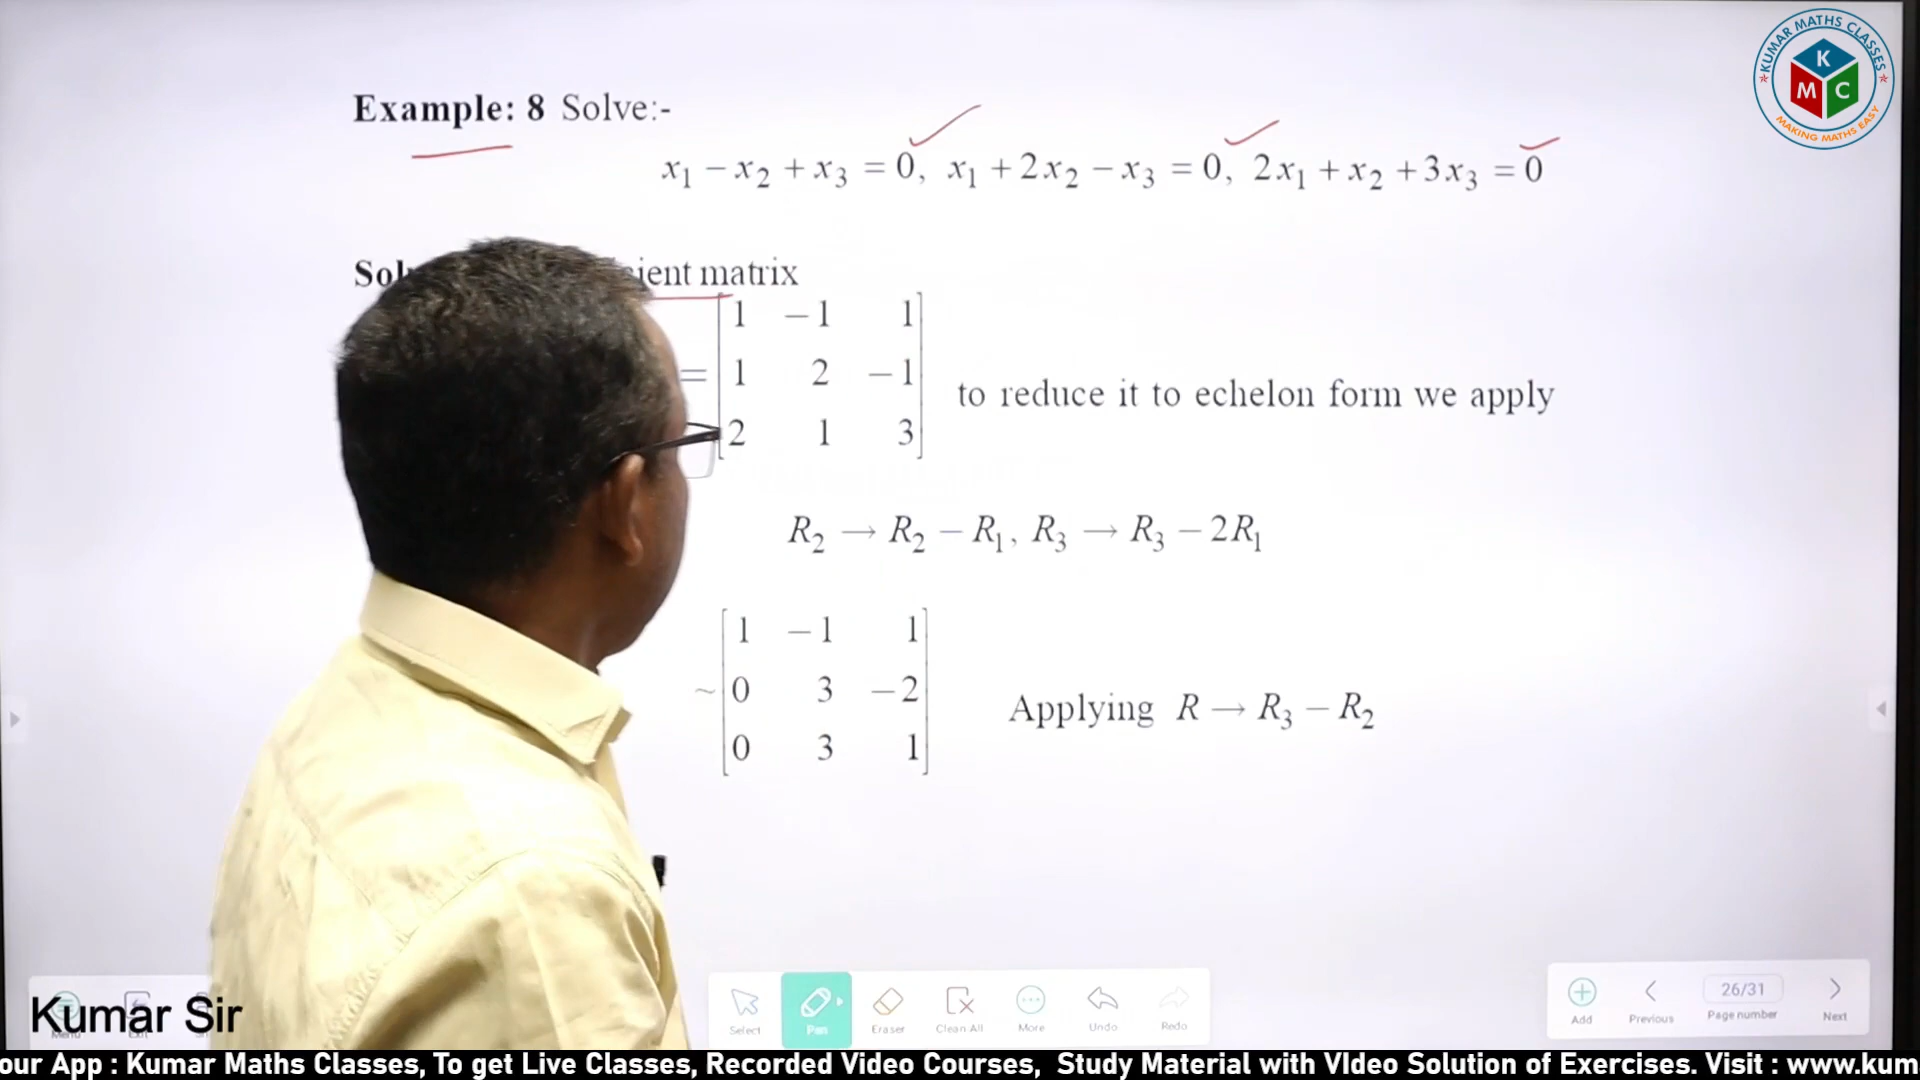 KUMAR MATHS CLASSES
K
M C
MAKING MATHS EASY
Example: 8 Solve:-
x₁ − x₂ + x₃ = 0, x₁ + 2x₂ − x₃ = 0, 2x₁ + x₂ + 3x₃ = 0
matrix
= [1 −1 1
1 2 −1
2 1 3] to reduce it to echelon form we apply
R₂ → R₂ − R₁, R₃ → R₃ − 2R₁
~ [1 −1 1
0 3 −2
0 3 1] Applying R → R₃ − R₂
Select Pen Eraser Clean All More Undo Redo
26/31
Add Previous Page number Next
Kumar Sir
our App : Kumar Maths Classes, To get Live Classes, Recorded Video Courses, Study Material with VIdeo Solution of Exercises. Visit : www.kum